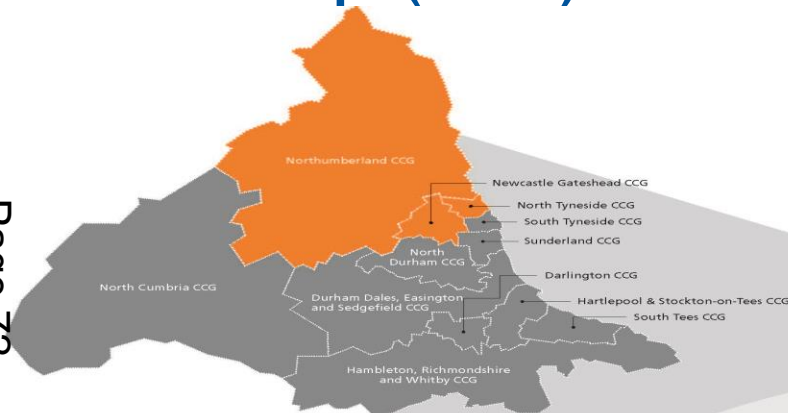 Northumberland CCG
Newcastle Gateshead CCG
North Tyneside CCG
South Tyneside CCG
Sunderland CCG
North
Durham CCG
Darlington CCG
North Cumbria CCG
Durham Dales, Easington
and Sedgefield CCG
Hartlepool & Stockton-on-Tees CCG
South Tees CCG
Hambleton, Richmondshire
and Whitby CCG